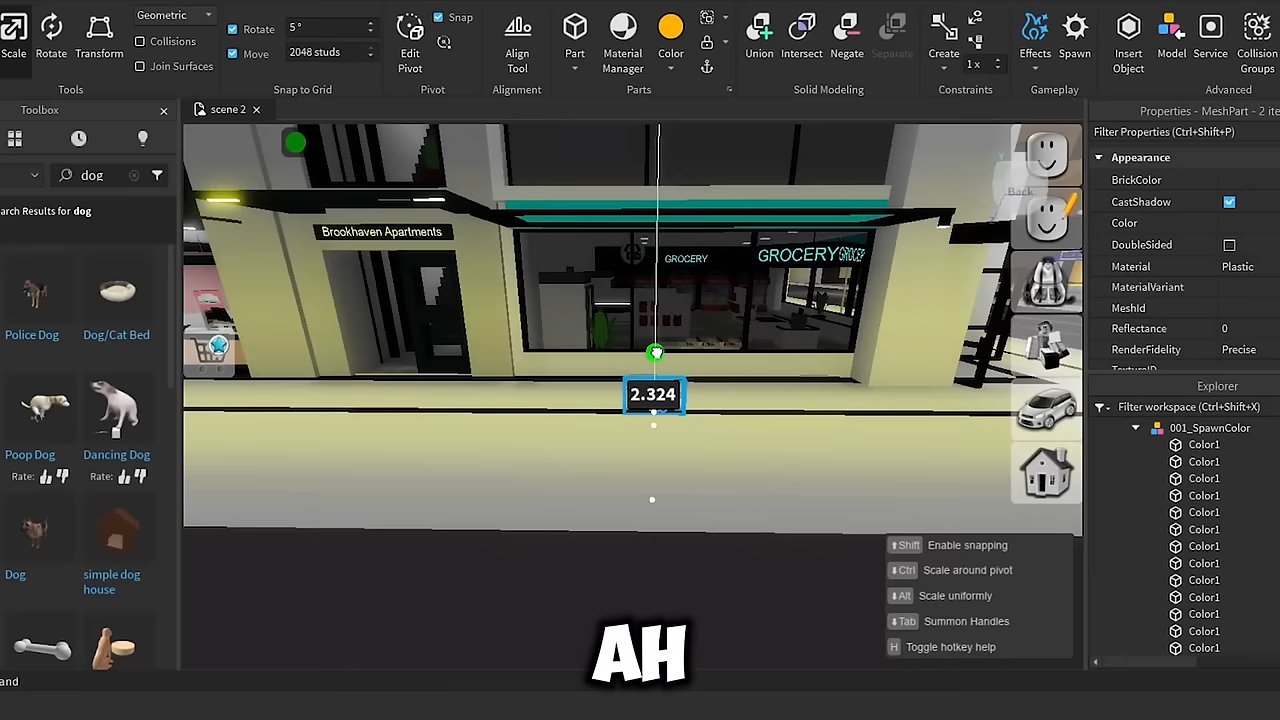 Scale
Rotate
Transform
Geometric
Collisions
Join Surfaces
Tools
Rotate
5 °
Move
2048 studs
Snap to Grid
Edit
Pivot
Snap
Pivot
Align
Tool
Alignment
Part
Material
Manager
Color
Parts
Union
Intersect
Negate
Separate
Solid Modeling
Create
1 x
Constraints
Effects
Spawn
Gameplay
Insert
Object
Model
Service
Collision
Groups
Advanced
Toolbox
scene 2
dog
arch Results for dog
Police Dog
Dog/Cat Bed
Poop Dog
Dancing Dog
Rate:
Rate:
Dog
simple dog
house
and
Brookhaven Apartments
GROCERY
GROCERY
GROCER
Back
2.324
Shift Enable snapping
Ctrl Scale around pivot
Alt Scale uniformly
Tab Summon Handles
H Toggle hotkey help
AH
Properties - MeshPart - 2 ite
Filter Properties (Ctrl+Shift+P)
Appearance
BrickColor
CastShadow
Color
DoubleSided
Material Plastic
MaterialVariant
MeshId
Reflectance 0
RenderFidelity Precise
Explorer
Filter workspace (Ctrl+Shift+X)
001_SpawnColor
Color1
Color1
Color1
Color1
Color1
Color1
Color1
Color1
Color1
Color1
Color1
Color1
Color1